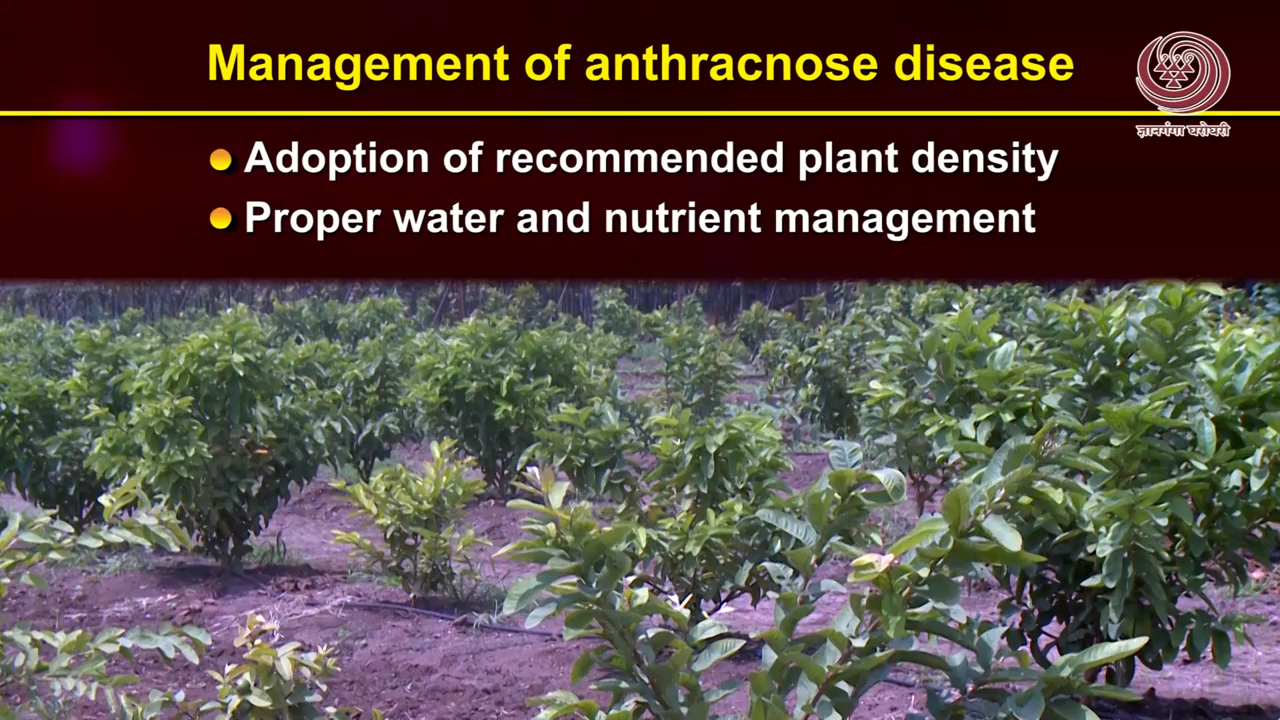 Management of anthracnose disease
ज्ञानगंगा घरोघरी
Adoption of recommended plant density
Proper water and nutrient management